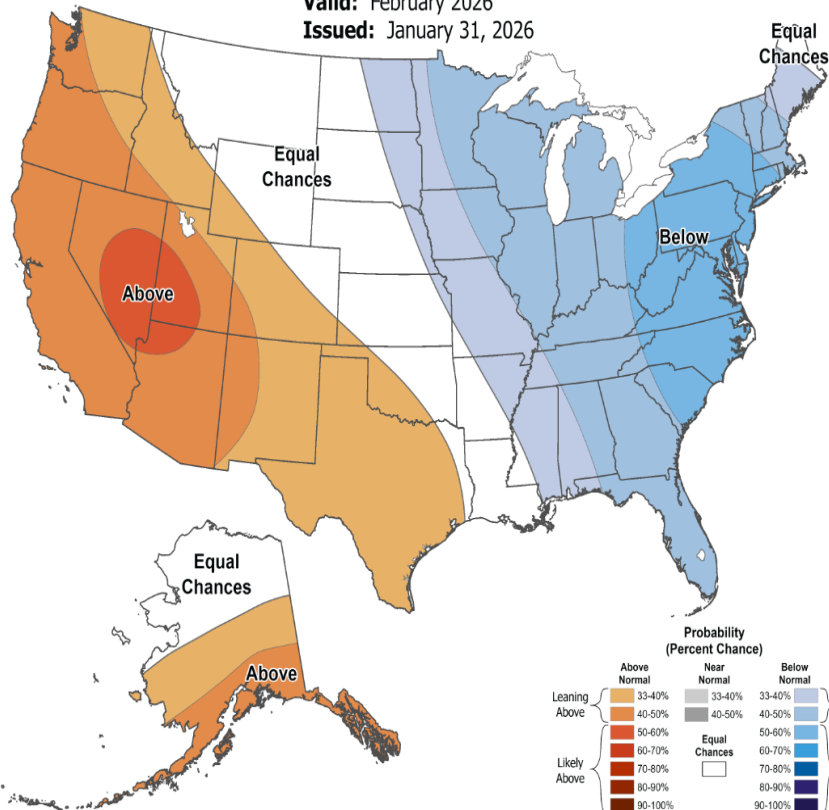 Valid: February 2026
Issued: January 31, 2026
Equal
Chances
Equal
Chances
Below
Above
Equal
Chances
Above
Probability
(Percent Chance)
Above
Normal
Near
Normal
Below
Normal
Leaning
Above
33-40%
33-40%
33-40%
40-50%
40-50%
40-50%
Likely
Above
50-60%
Equal
Chances
50-60%
60-70%
60-70%
70-80%
70-80%
80-90%
80-90%
90-100%
90-100%